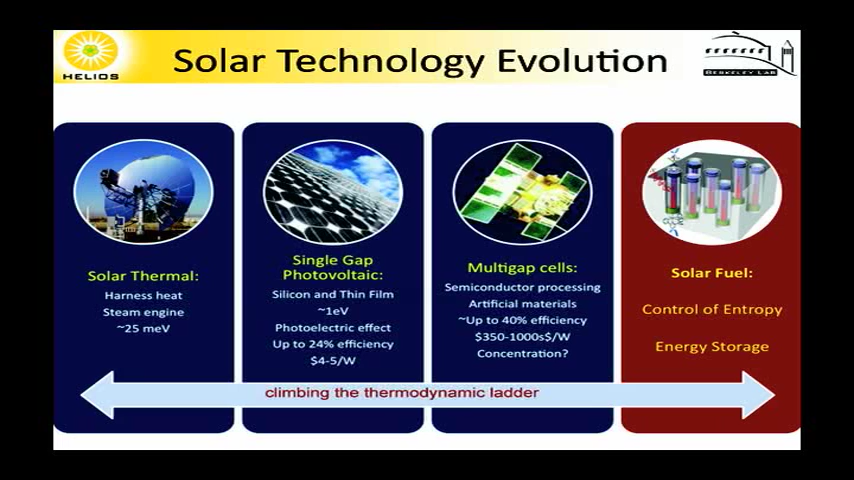 HELIOS
Solar Technology Evolution
BERKELEY LAB
Solar Thermal:
Harness heat
Steam engine
~25 meV
Single Gap
Photovoltaic:
Silicon and Thin Film
~1eV
Photoelectric effect
Up to 24% efficiency
$4-5/W
Multigap cells:
Semiconductor processing
Artificial materials
~Up to 40% efficiency
$350-1000s$/W
Concentration?
Solar Fuel:
Control of Entropy
Energy Storage
climbing the thermodynamic ladder